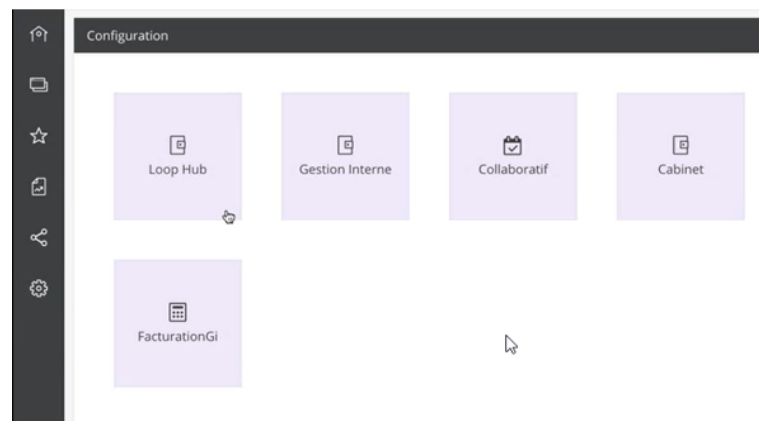 Configuration
Loop Hub
Gestion Interne
Collaboratif
Cabinet
FacturationGi